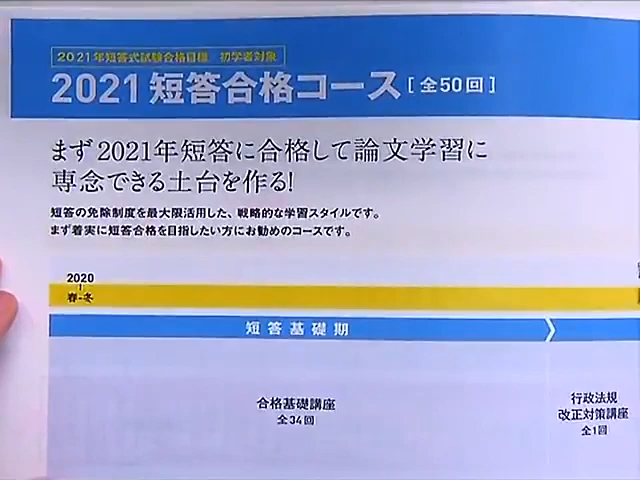 2021年短答式試験合格目標 初学者対象
2021 短答合格コース[全50回]
まず2021年短答に合格して論文学習に
専念できる土台を作る!
短答の免除制度を最大限活用した、戦略的な学習スタイルです。
まず着実に短答合格を目指したい方にお勧めのコースです。
2020
春-冬
短答基礎期
合格基礎講座
全34回
行政法規
改正対策講座
全1回